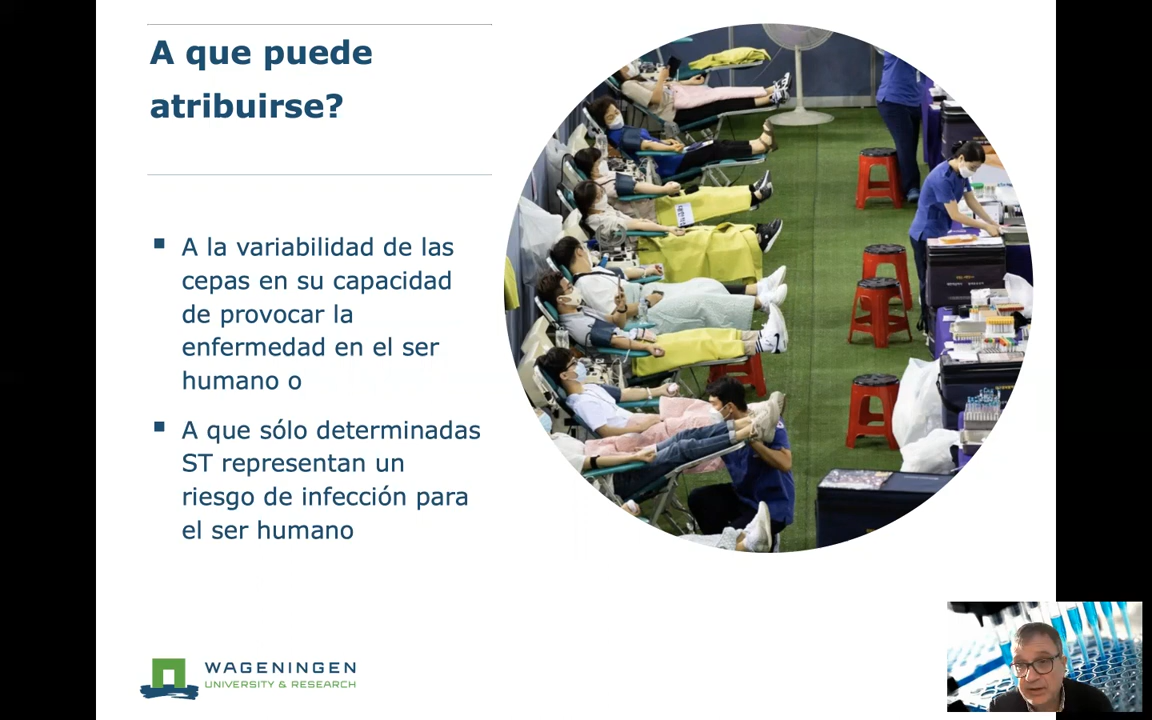 A que puede
atribuirse?
▪ A la variabilidad de las
cepas en su capacidad
de provocar la
enfermedad en el ser
humano o
▪ A que sólo determinadas
ST representan un
riesgo de infección para
el ser humano
WAGENINGEN
UNIVERSITY & RESEARCH